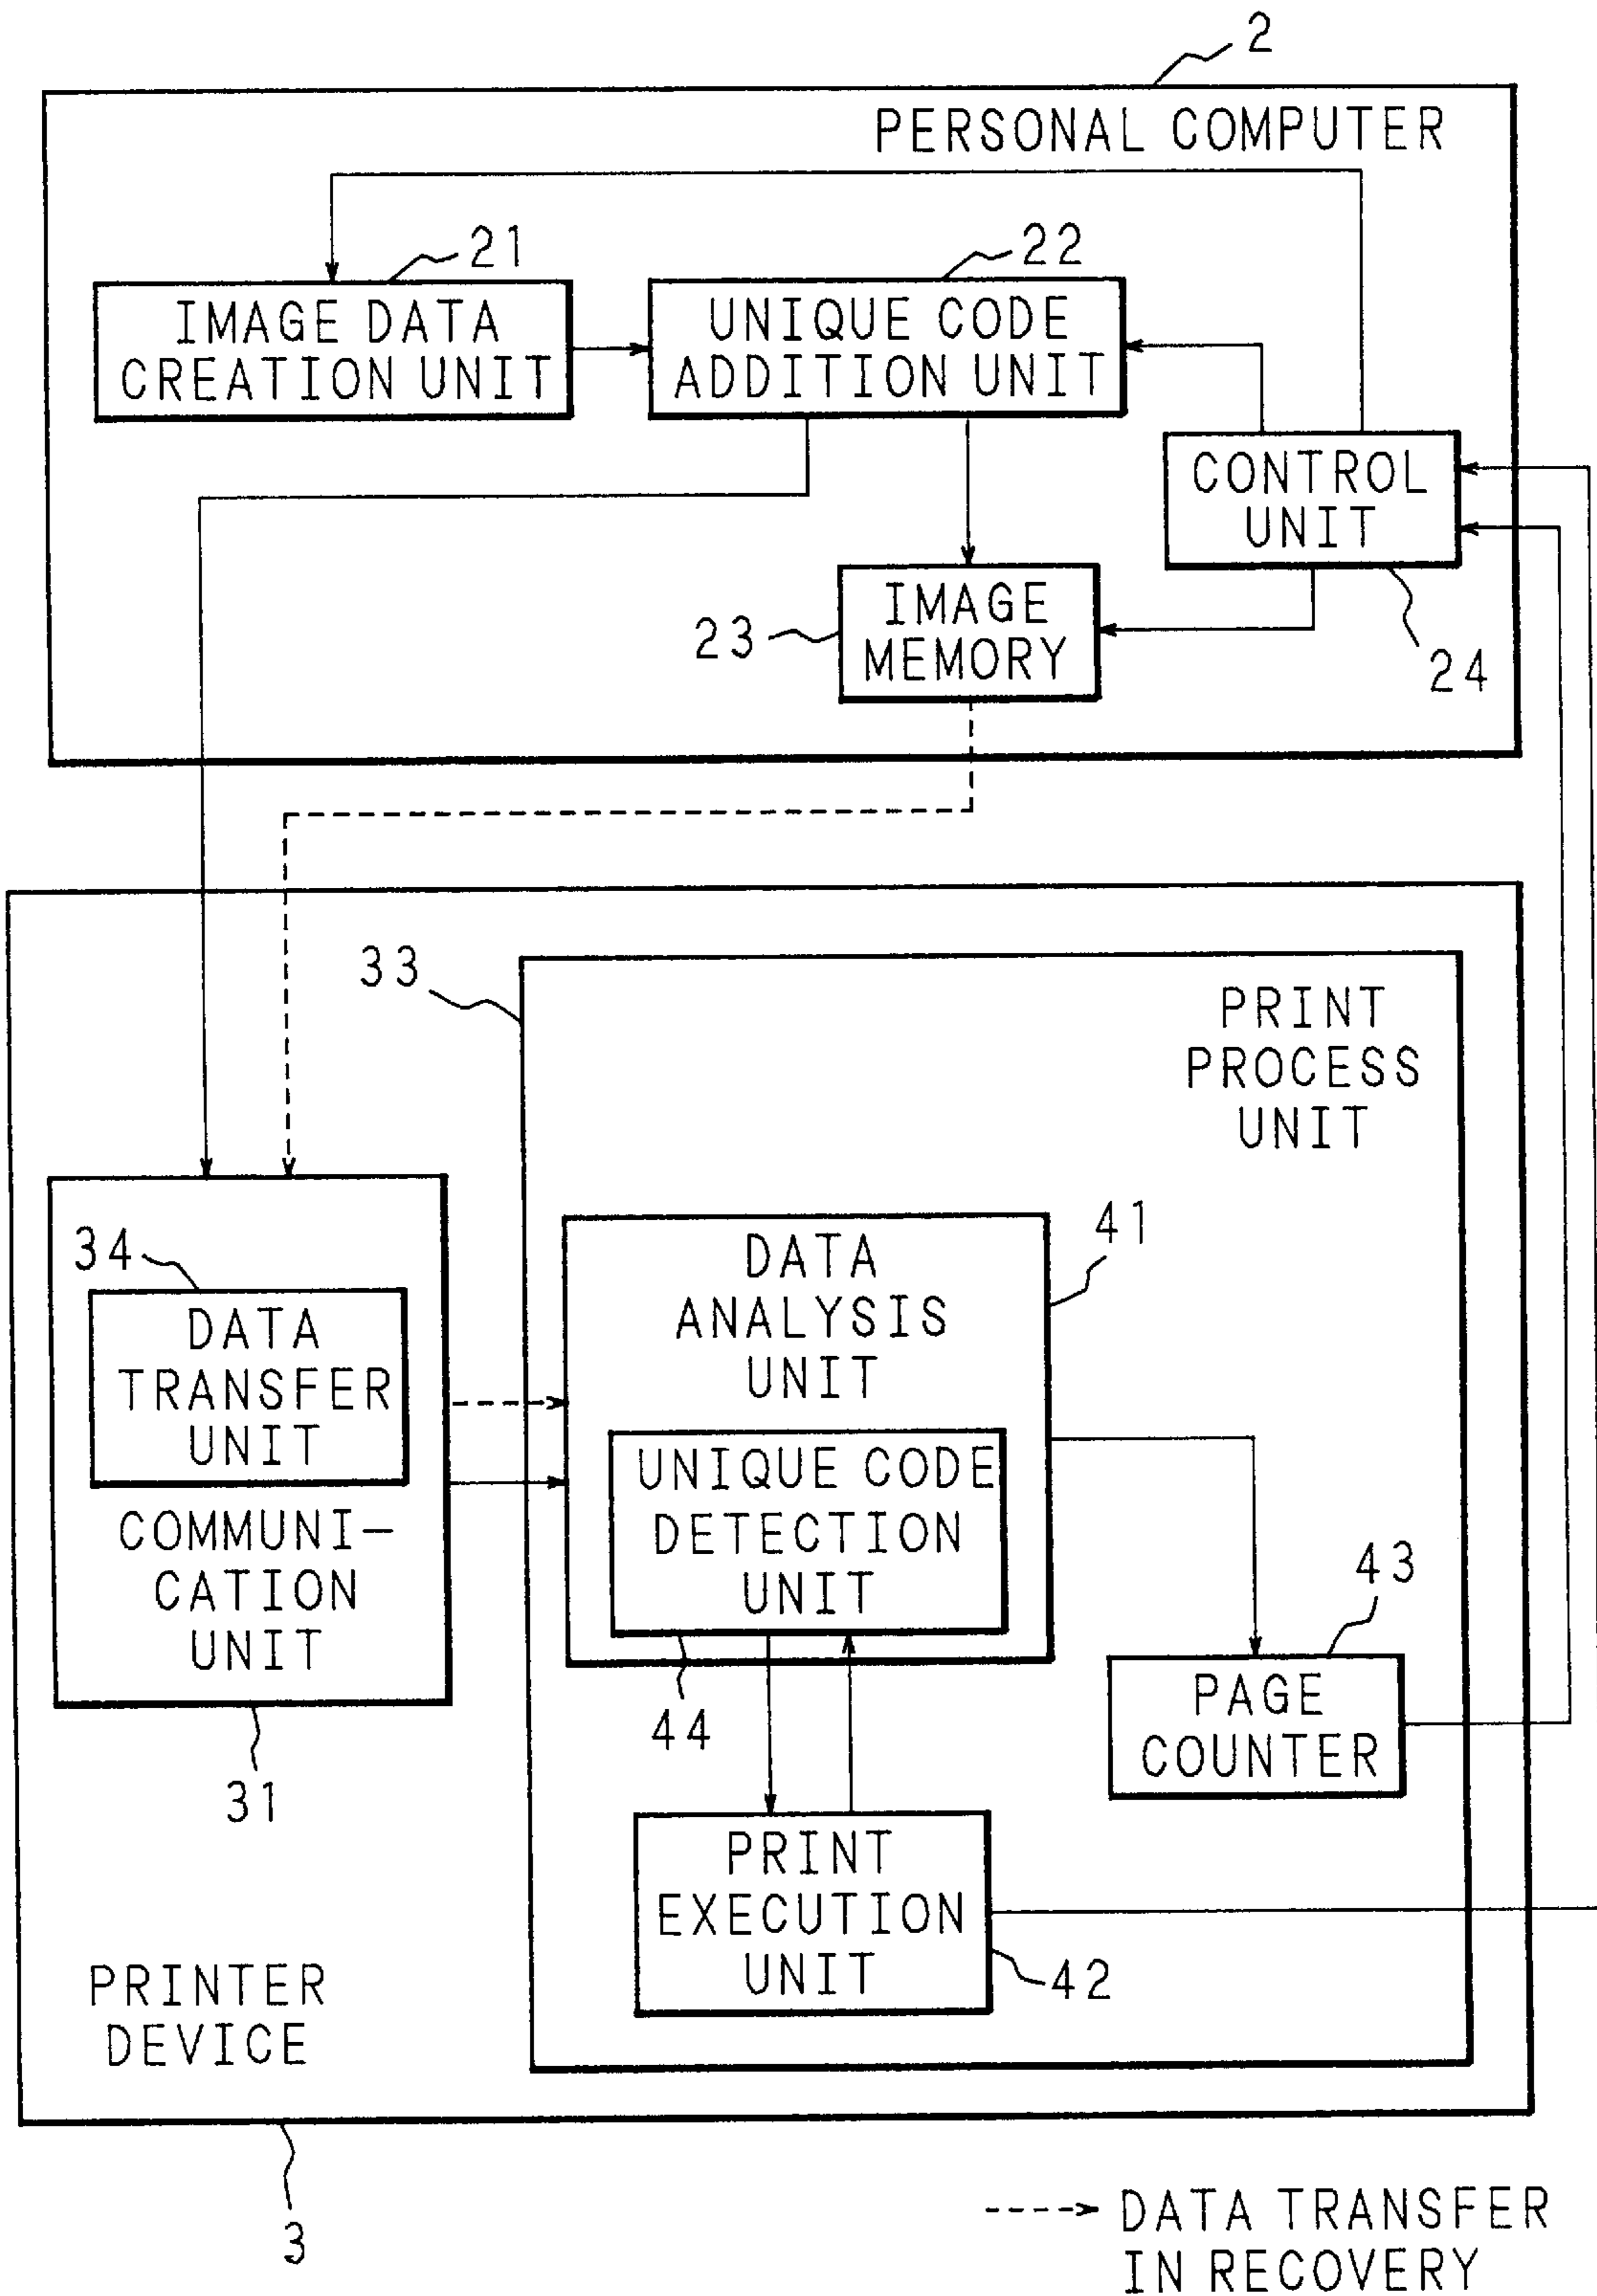 2
PERSONAL COMPUTER
21
22
IMAGE DATA
CREATION UNIT
UNIQUE CODE
ADDITION UNIT
CONTROL
UNIT
24
23
IMAGE
MEMORY
33
PRINT
PROCESS
UNIT
34
DATA
TRANSFER
UNIT
COMMUNI-
CATION
UNIT
31
41
DATA
ANALYSIS
UNIT
UNIQUE CODE
DETECTION
UNIT
44
43
PAGE
COUNTER
PRINT
EXECUTION
UNIT
42
PRINTER
DEVICE
3
DATA TRANSFER
IN RECOVERY